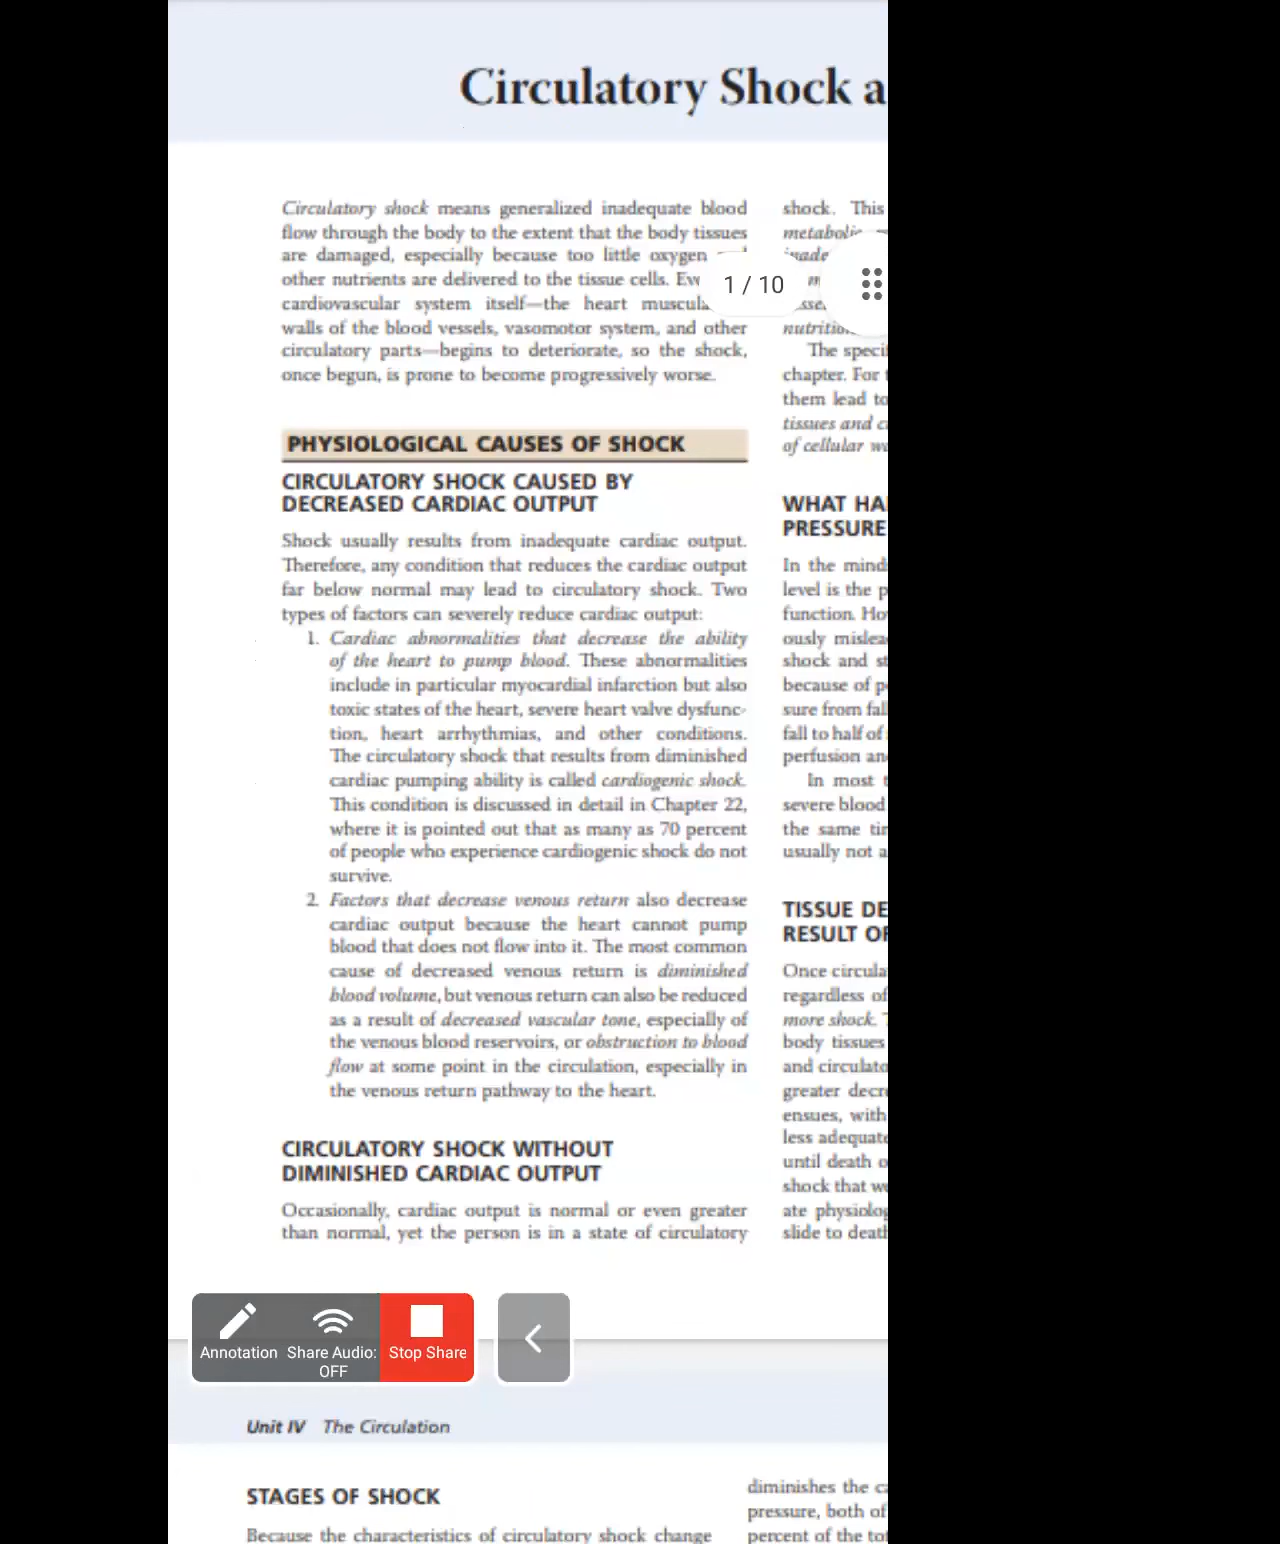 Circulatory Shock a
Circulatory shock means generalized inadequate blood
flow through the body to the extent that the body tissues
are damaged, especially because too little oxygen
other nutrients are delivered to the tissue cells.
cardiovascular system itself—the heart
walls of the blood vessels, vasomotor system, and other
circulatory parts—begins to deteriorate, so the shock,
once begun, is prone to become progressively worse.
PHYSIOLOGICAL CAUSES OF SHOCK
CIRCULATORY SHOCK CAUSED BY
DECREASED CARDIAC OUTPUT
Shock usually results from inadequate cardiac output.
Therefore, any condition that reduces the cardiac output
far below normal may lead to circulatory shock. Two
types of factors can severely reduce cardiac output:
1. Cardiac abnormalities that decrease the ability
of the heart to pump blood. These abnormalities
include in particular myocardial infarction but also
toxic states of the heart, severe heart valve dysfunc-
tion, heart arrhythmias, and other conditions.
The circulatory shock that results from diminished
cardiac pumping ability is called cardiogenic shock.
This condition is discussed in detail in Chapter 22,
where it is pointed out that as many as 70 percent
of people who experience cardiogenic shock do not
survive.
2. Factors that decrease venous return also decrease
cardiac output because the heart cannot pump
blood that does not flow into it. The most common
cause of decreased venous return is diminished
blood volume, but venous return can also be reduced
as a result of decreased vascular tone, especially of
the venous blood reservoirs, or obstruction to blood
flow at some point in the circulation, especially in
the venous return pathway to the heart.
CIRCULATORY SHOCK WITHOUT
DIMINISHED CARDIAC OUTPUT
Occasionally, cardiac output is normal or even greater
than normal, yet the person is in a state of circulatory
shock. This
metabolic
1 / 10
The
chapter. For
them lead to
tissues and
of cellular
WHAT
PRESSURE
In the
level is the
function.
ously
shock and
because of
sure from
fall to half of
perfusion
In most
severe blood
the same
usually not
TISSUE
RESULT
Once
regardless of
more shock.
body tissues
and
greater
ensues, with
less
until death
shock that
ate
slide to
Annotation
Share Audio:
OFF
Stop Share
Unit IV The Circulation
STAGES OF SHOCK
Because the characteristics of circulatory shock change
diminishes the
pressure, both of
percent of the